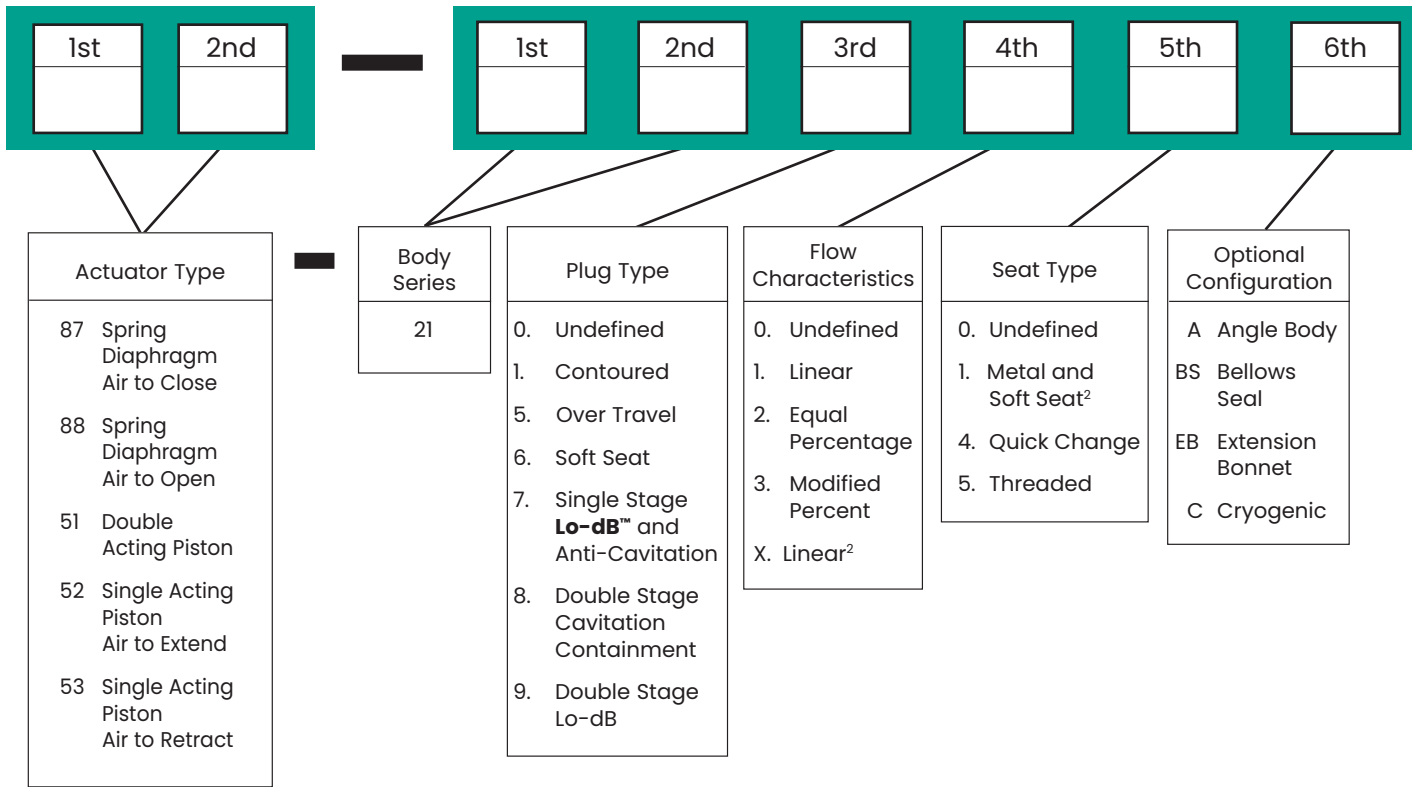 1st
2nd
1st
2nd
3rd
4th
5th
6th
Actuator Type
87 Spring
Diaphragm
Air to Close
88 Spring
Diaphragm
Air to Open
51 Double
Acting Piston
52 Single Acting
Piston
Air to Extend
53 Single Acting
Piston
Air to Retract
Body
Series
21
Plug Type
0. Undefined
1. Contoured
5. Over Travel
6. Soft Seat
7. Single Stage
Lo-dB™ and
Anti-Cavitation
8. Double Stage
Cavitation
Containment
9. Double Stage
Lo-dB
Flow
Characteristics
0. Undefined
1. Linear
2. Equal
Percentage
3. Modified
Percent
X. Linear²
Seat Type
0. Undefined
1. Metal and
Soft Seat²
4. Quick Change
5. Threaded
Optional
Configuration
A Angle Body
BS Bellows
Seal
EB Extension
Bonnet
C Cryogenic